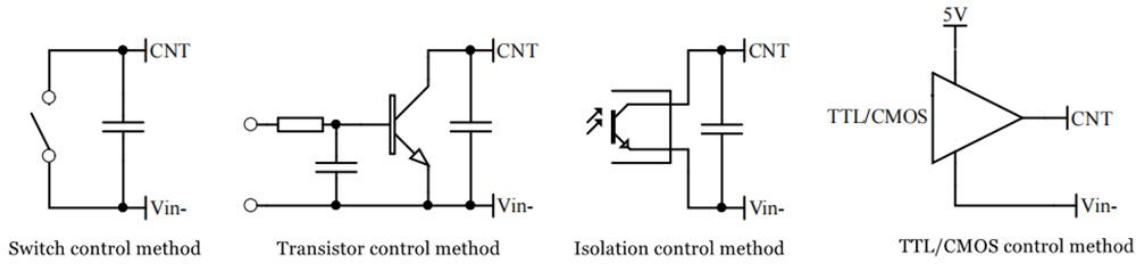 5V
CNT
CNT
CNT
TTL/CMOS
CNT
Vin-
Vin-
Vin-
Vin-
Switch control method
Transistor control method
Isolation control method
TTL/CMOS control method